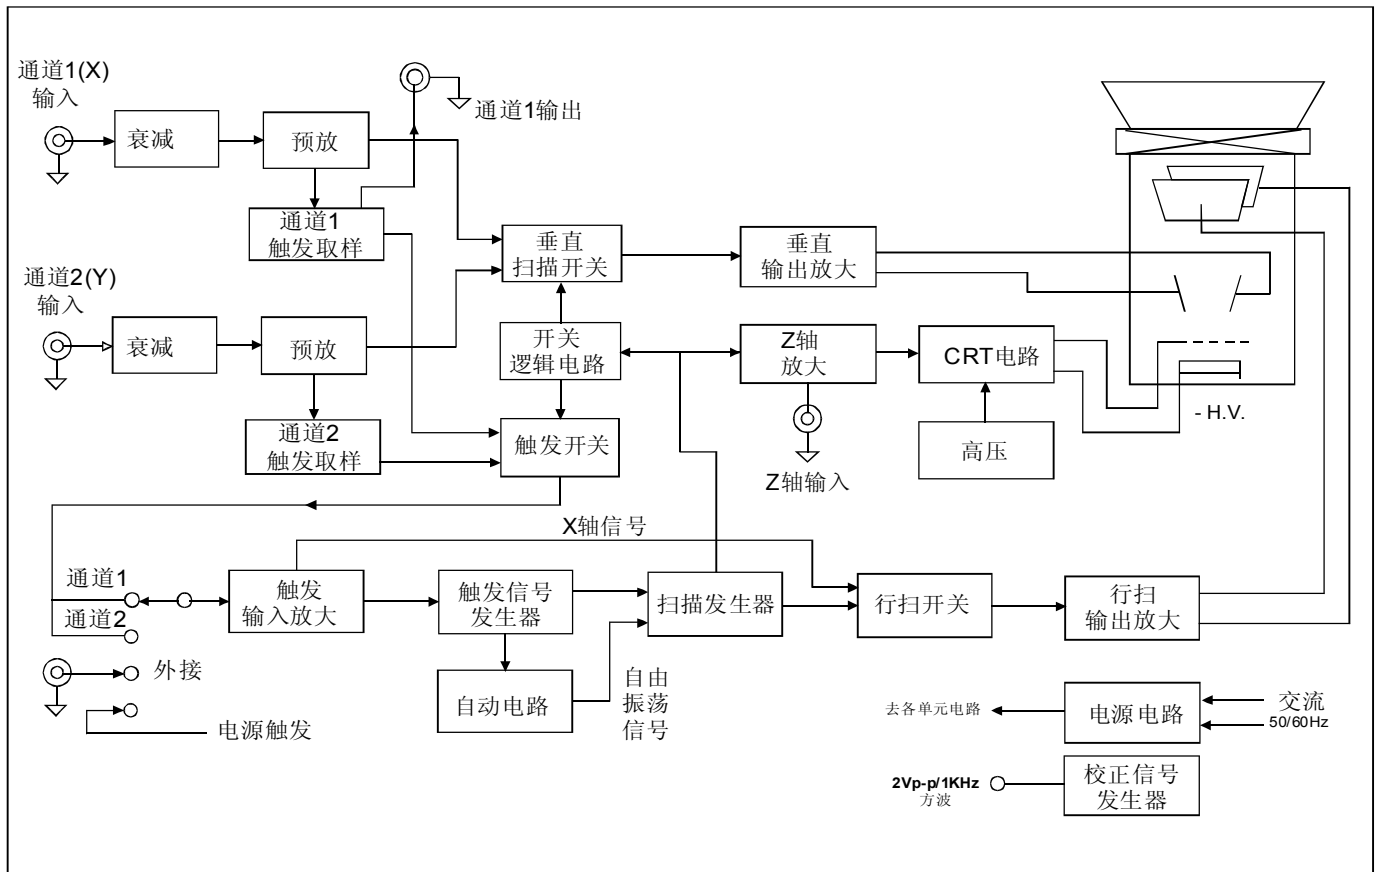 通道1(X)
输入
衰减
预放
通道1输出
通道1
触发取样
通道2(Y)
输入
衰减
预放
通道2
触发取样
垂直
扫描开关
垂直
输出放大
开关
逻辑电路
Z轴
放大
CRT电路
触发开关
Z轴输入
高压
- H.V.
X轴信号
通道1
通道2
外接
电源触发
触发
输入放大
触发信号
发生器
自动电路
自由
振荡
信号
扫描发生器
行扫开关
行扫
输出放大
去各单元电路
电源电路
交流
50/60Hz
2Vp-p/1KHz
方波
校正信号
发生器